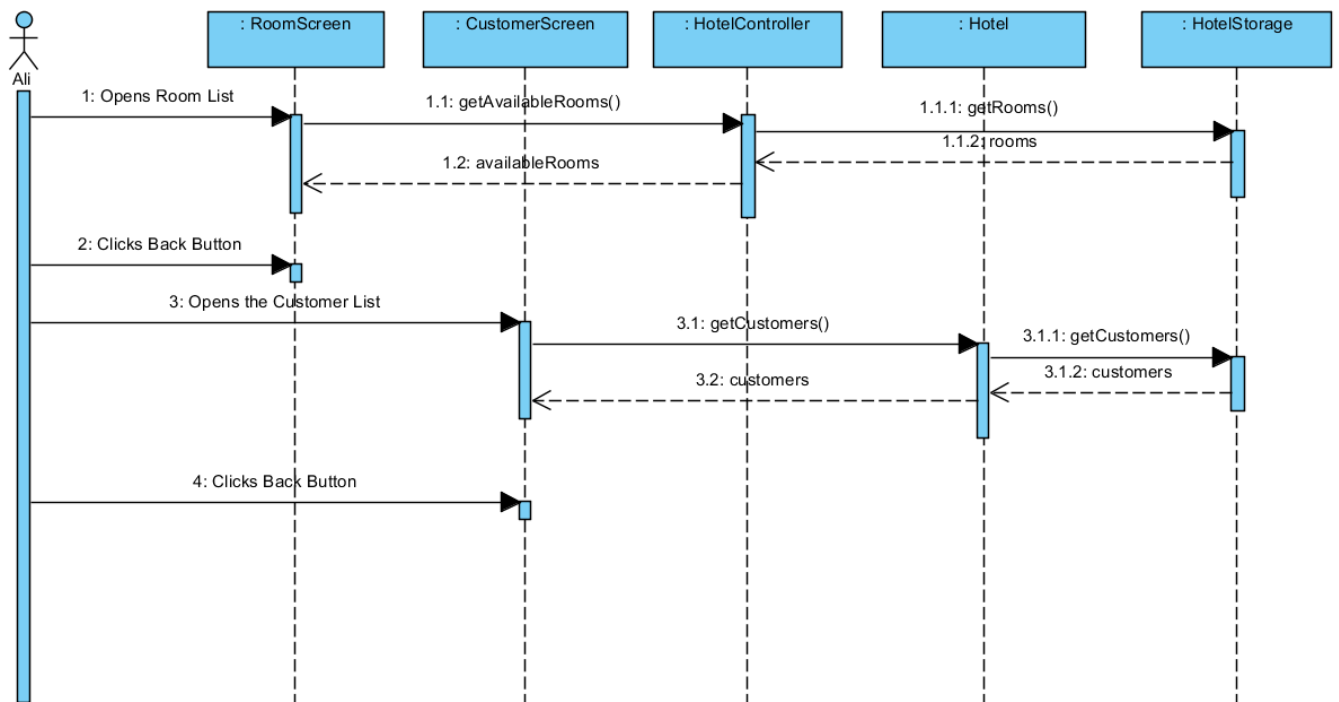 : RoomScreen
: CustomerScreen
: HotelController
: Hotel
: HotelStorage
Ali
1: Opens Room List
1.1: getAvailableRooms()
1.1.1: getRooms()
1.1.2: rooms
1.2: availableRooms
2: Clicks Back Button
3: Opens the Customer List
3.1: getCustomers()
3.1.1: getCustomers()
3.1.2: customers
3.2: customers
4: Clicks Back Button